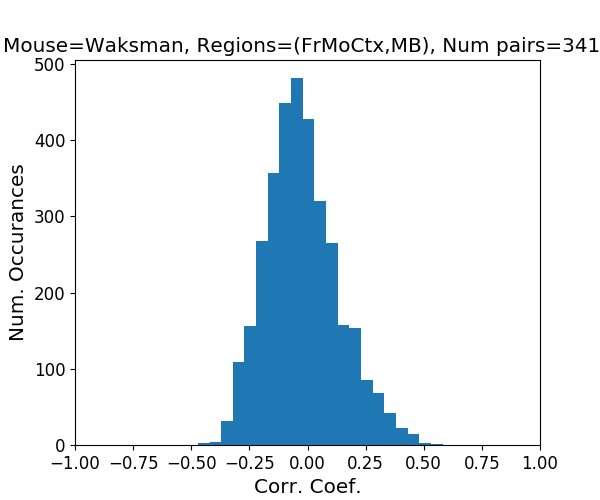 Mouse=Waksman, Regions=(FrMoCtx,MB), Num pairs=341
500
400
300
200
100
0
Num. Occurances
−1.00 −0.75 −0.50 −0.25 0.00 0.25 0.50 0.75 1.00
Corr. Coef.